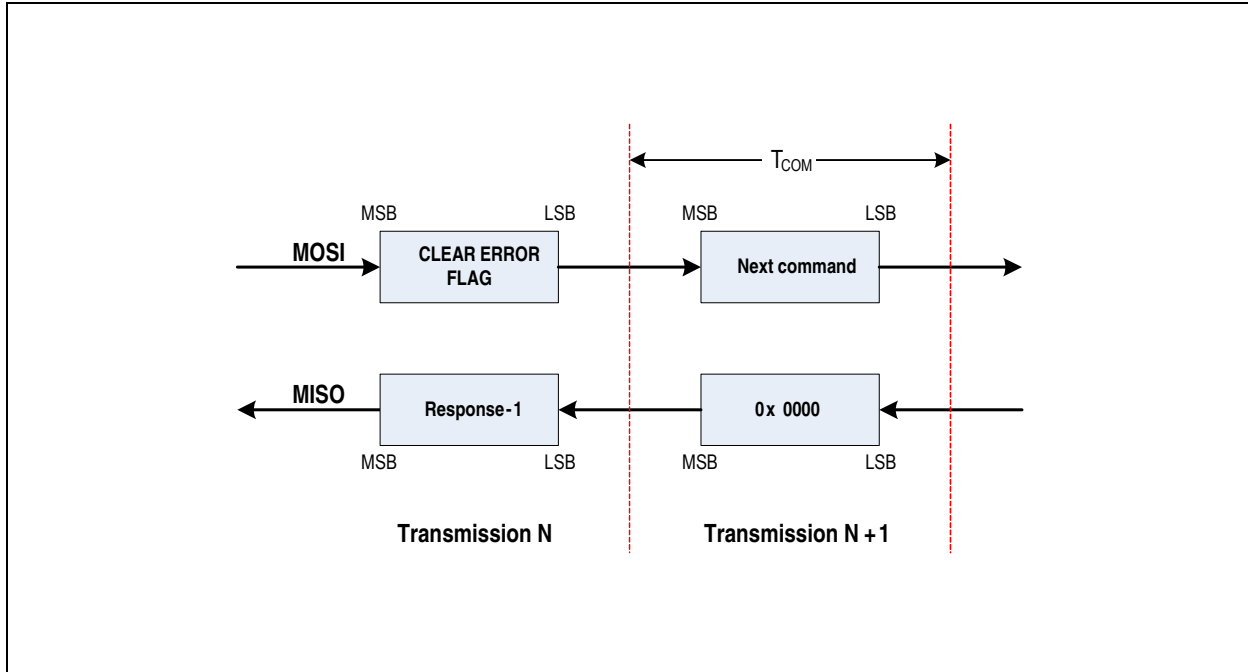 T_COM
MSB LSB MSB LSB
MOSI CLEAR ERROR FLAG Next command
MISO Response-1 0x 0000
MSB LSB MSB LSB
Transmission N Transmission N+1